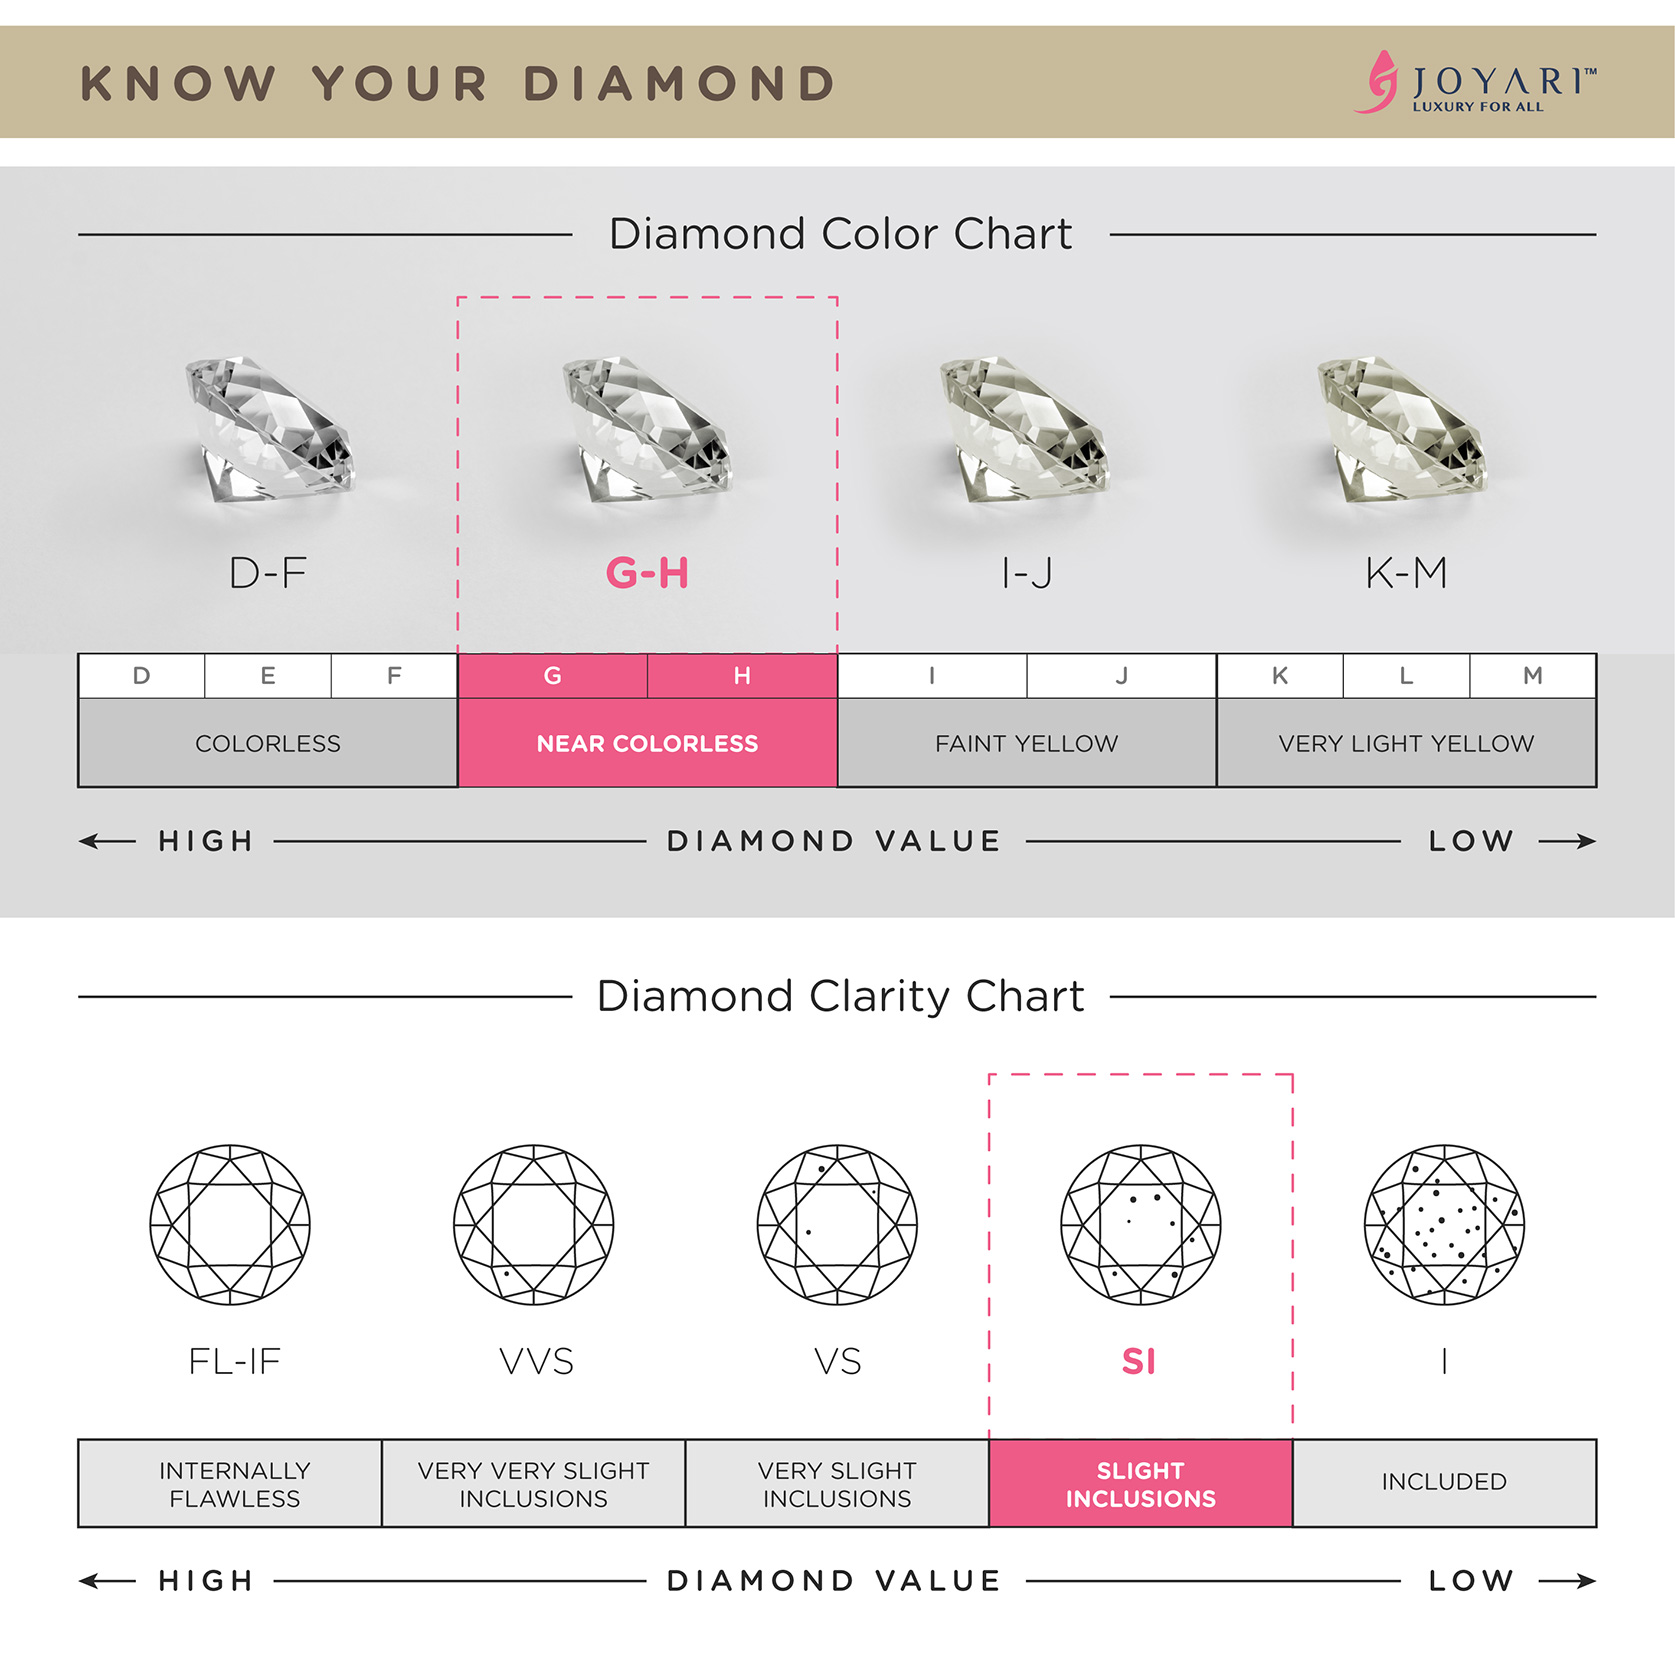 KNOW YOUR DIAMOND
JOYARI™
LUXURY FOR ALL
Diamond Color Chart
D-F
G-H
I-J
K-M
D E F G H I J K L M
COLORLESS
NEAR COLORLESS
FAINT YELLOW
VERY LIGHT YELLOW
HIGH DIAMOND VALUE LOW
Diamond Clarity Chart
FL-IF
VVS
VS
SI
I
INTERNALLY
FLAWLESS
VERY VERY SLIGHT
INCLUSIONS
VERY SLIGHT
INCLUSIONS
SLIGHT
INCLUSIONS
INCLUDED
HIGH DIAMOND VALUE LOW